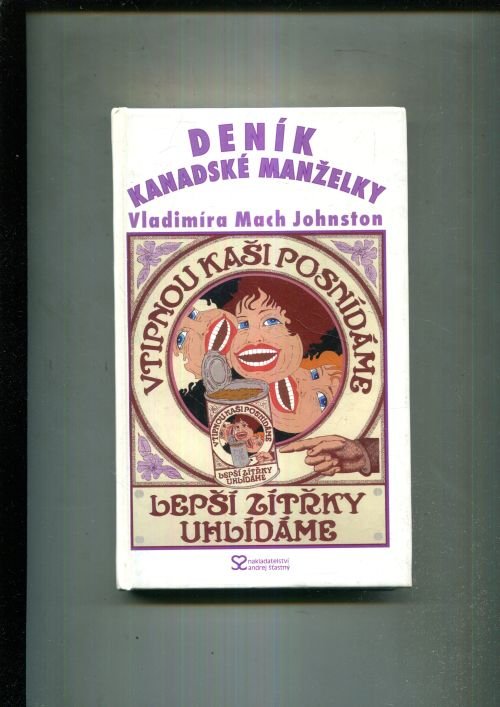 DENÍK
KANADSKÉ MANŽELKY
Vladimíra Mach Johnston
VTIPNOU KAŠI POSNÍDÁME
VTIPNOU KAŠI POSNÍDÁME
LEPŠÍ ZÍTŘKY
UHLÍDÁME
LEPŠÍ ZÍTŘKY
UHLÍDÁME
nakladatelství
andrej šťastný